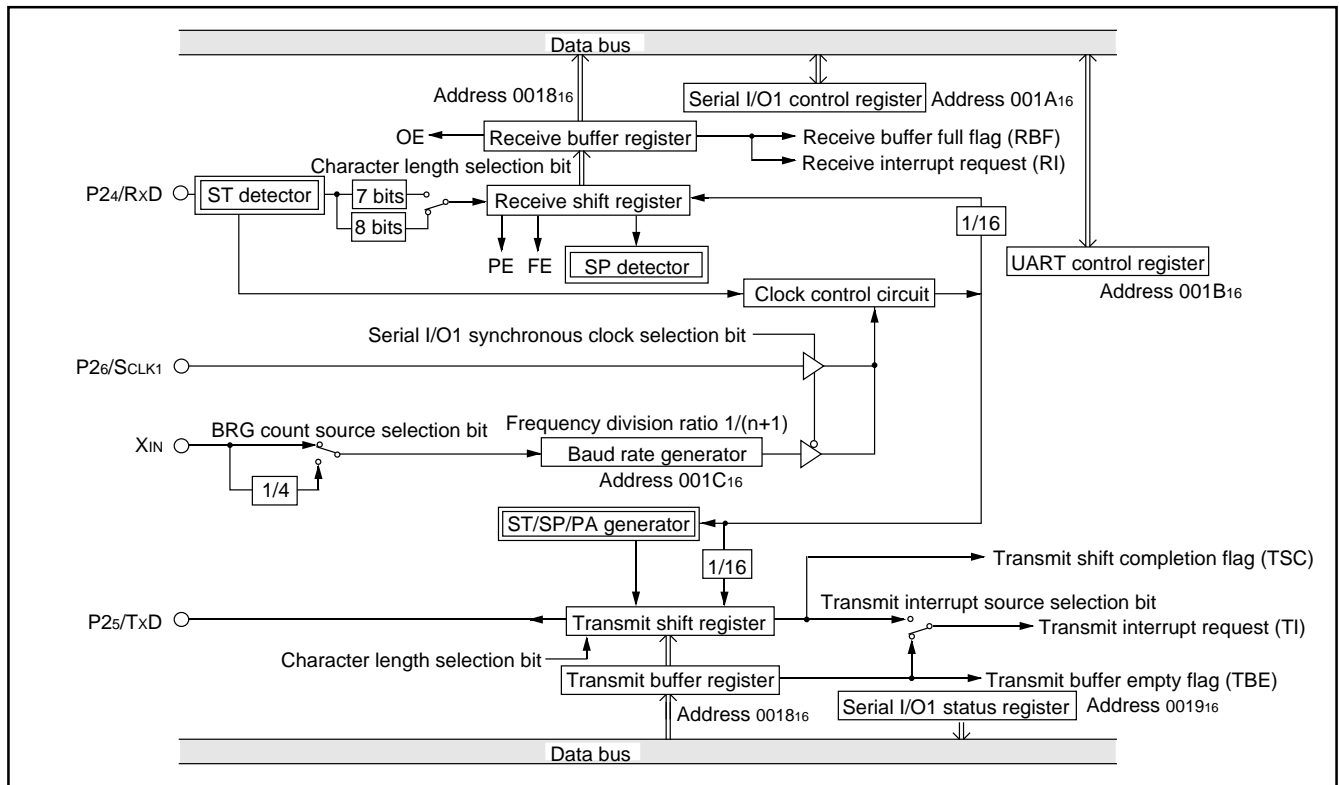 Data bus
Address 001816
Serial I/O1 control register
Address 001A16
OE
Receive buffer register
Receive buffer full flag (RBF)
Receive interrupt request (RI)
Character length selection bit
P24/RXD
ST detector
7 bits
8 bits
Receive shift register
1/16
PE
FE
SP detector
UART control register
Address 001B16
Clock control circuit
Serial I/O1 synchronous clock selection bit
P26/SCLK1
XIN
BRG count source selection bit
1/4
Frequency division ratio 1/(n+1)
Baud rate generator
Address 001C16
ST/SP/PA generator
1/16
Transmit shift completion flag (TSC)
P25/TXD
Transmit shift register
Transmit interrupt source selection bit
Transmit interrupt request (TI)
Character length selection bit
Transmit buffer register
Transmit buffer empty flag (TBE)
Address 001816
Serial I/O1 status register
Address 001916
Data bus